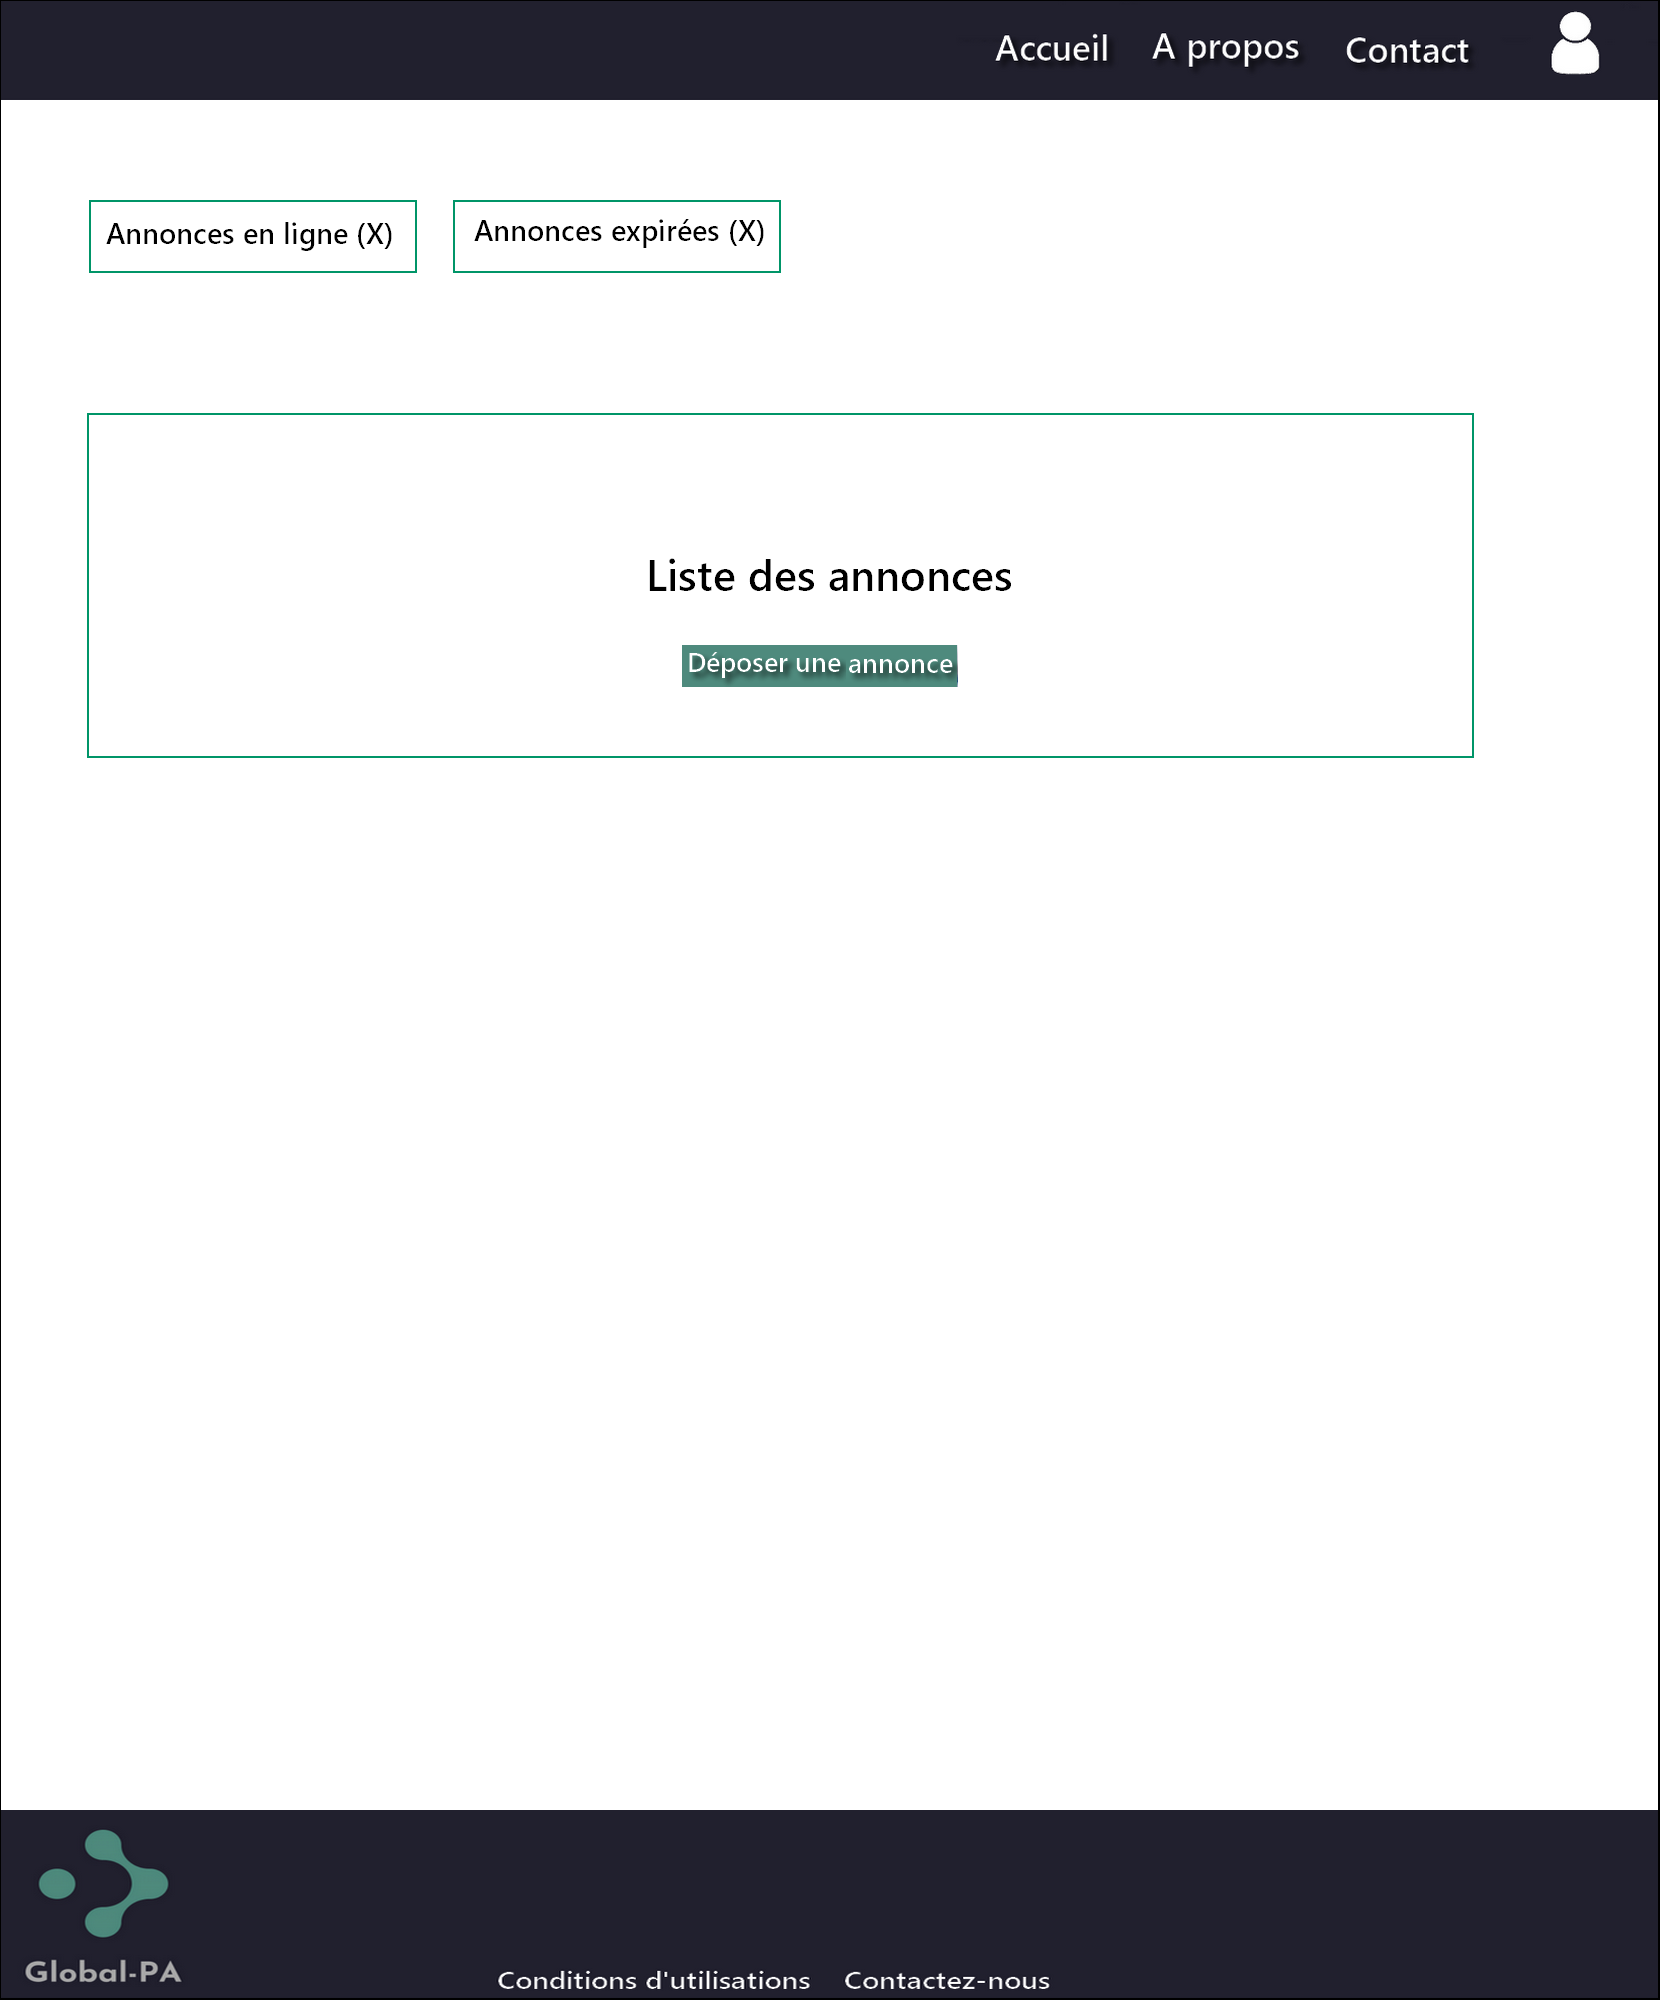 Accueil A propos Contact
Annonces en ligne (X) Annonces expirées (X)
Liste des annonces
Déposer une annonce
Global-PA
Conditions d'utilisations Contactez-nous